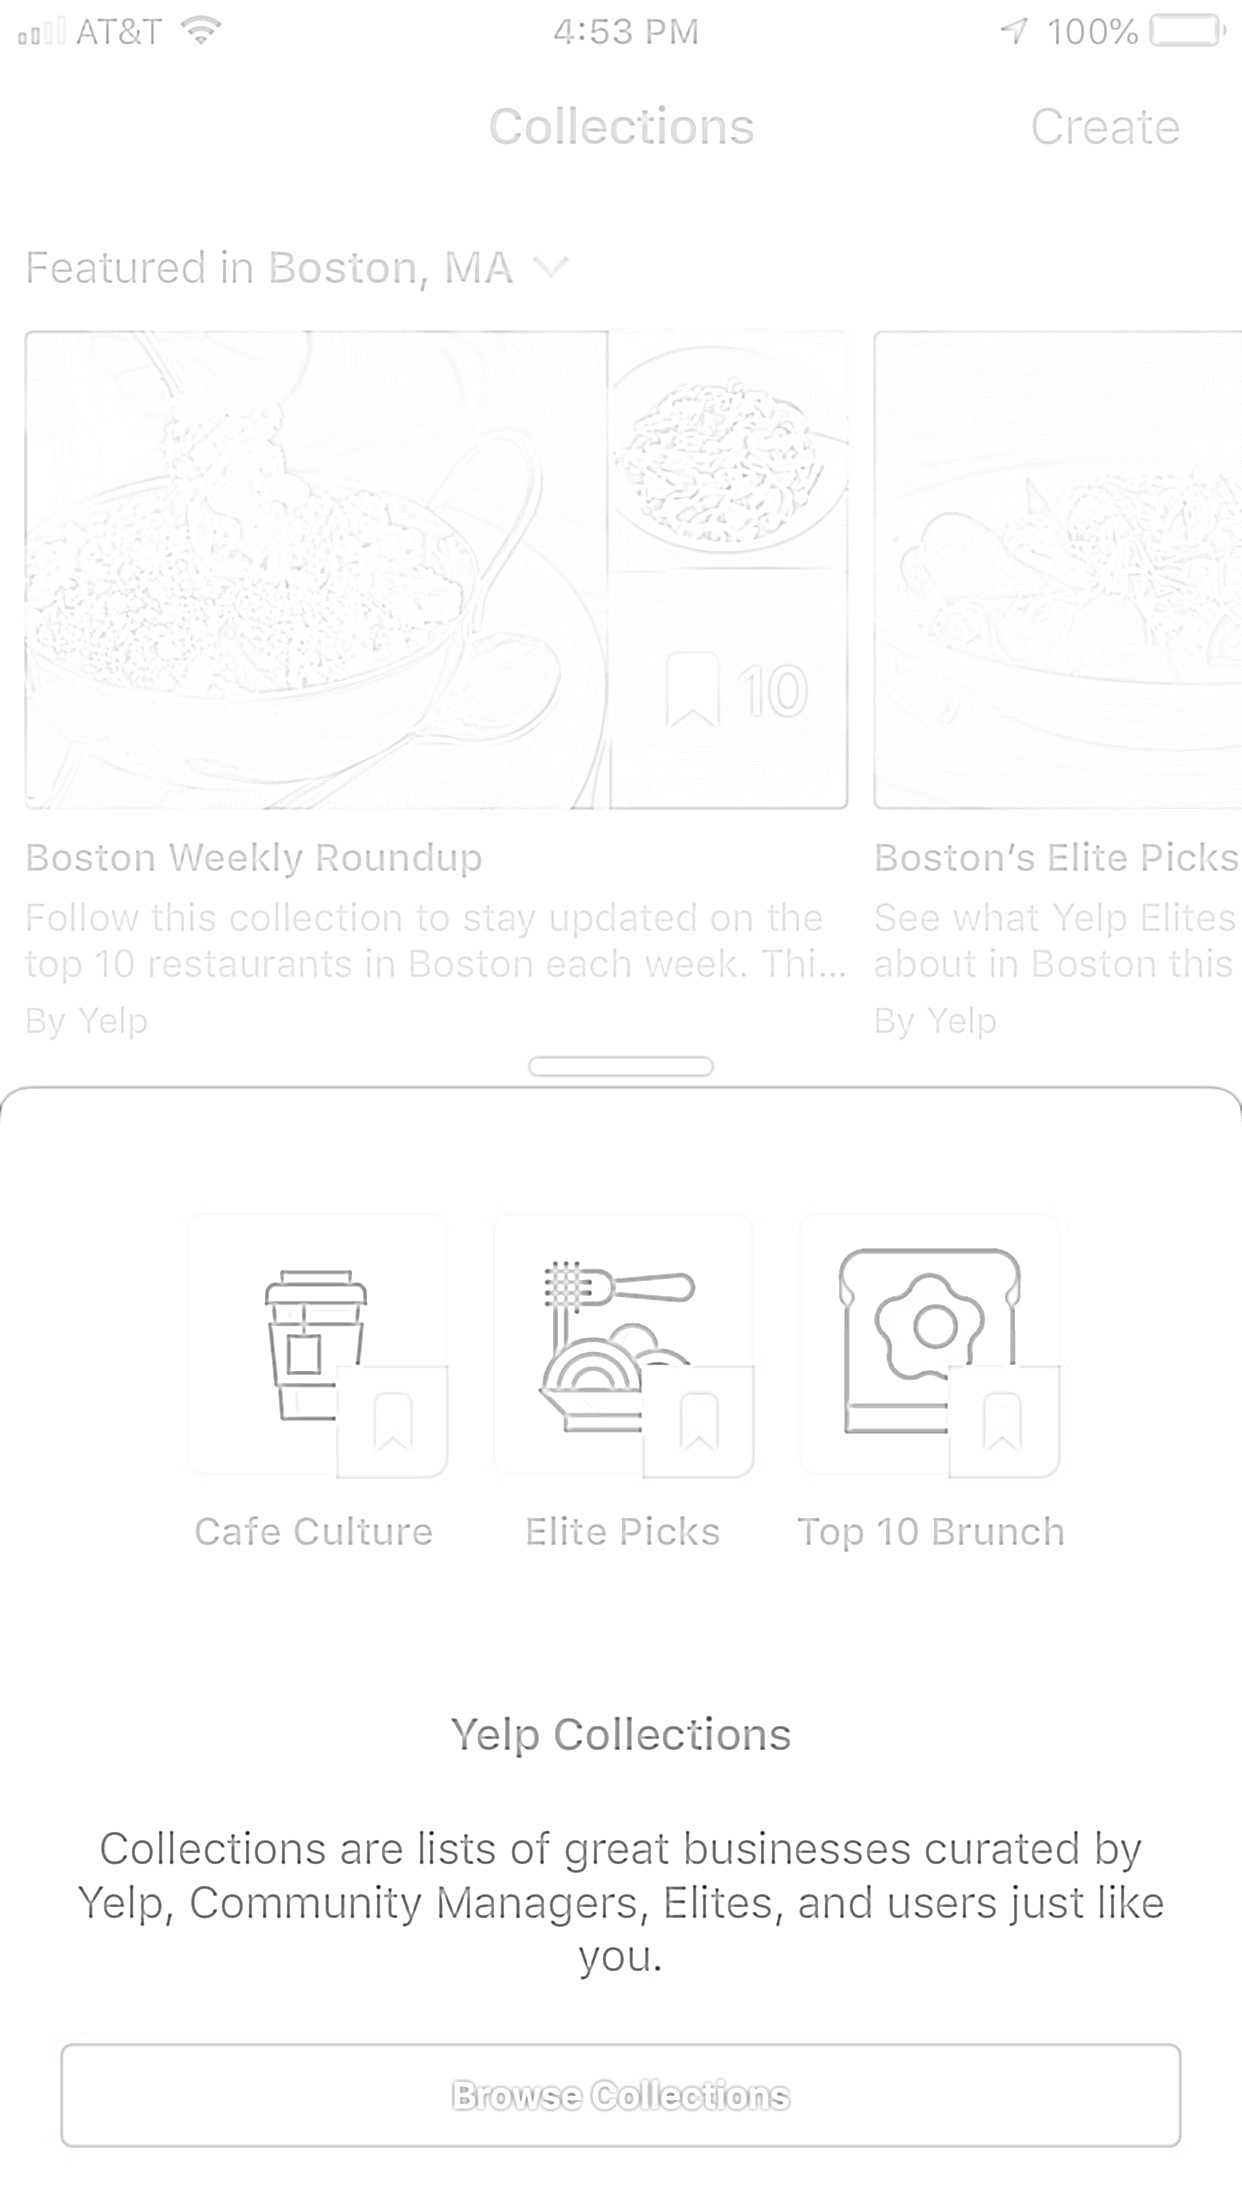 AT&T 4:53 PM 100%
Collections Create
Featured in Boston, MA
10
Boston Weekly Roundup
Follow this collection to stay updated on the
top 10 restaurants in Boston each week. Thi...
By Yelp
Boston's Elite Picks
See what Yelp Elites
about in Boston this
By Yelp
Cafe Culture
Elite Picks
Top 10 Brunch
Yelp Collections
Collections are lists of great businesses curated by
Yelp, Community Managers, Elites, and users just like
you.
Browse Collections